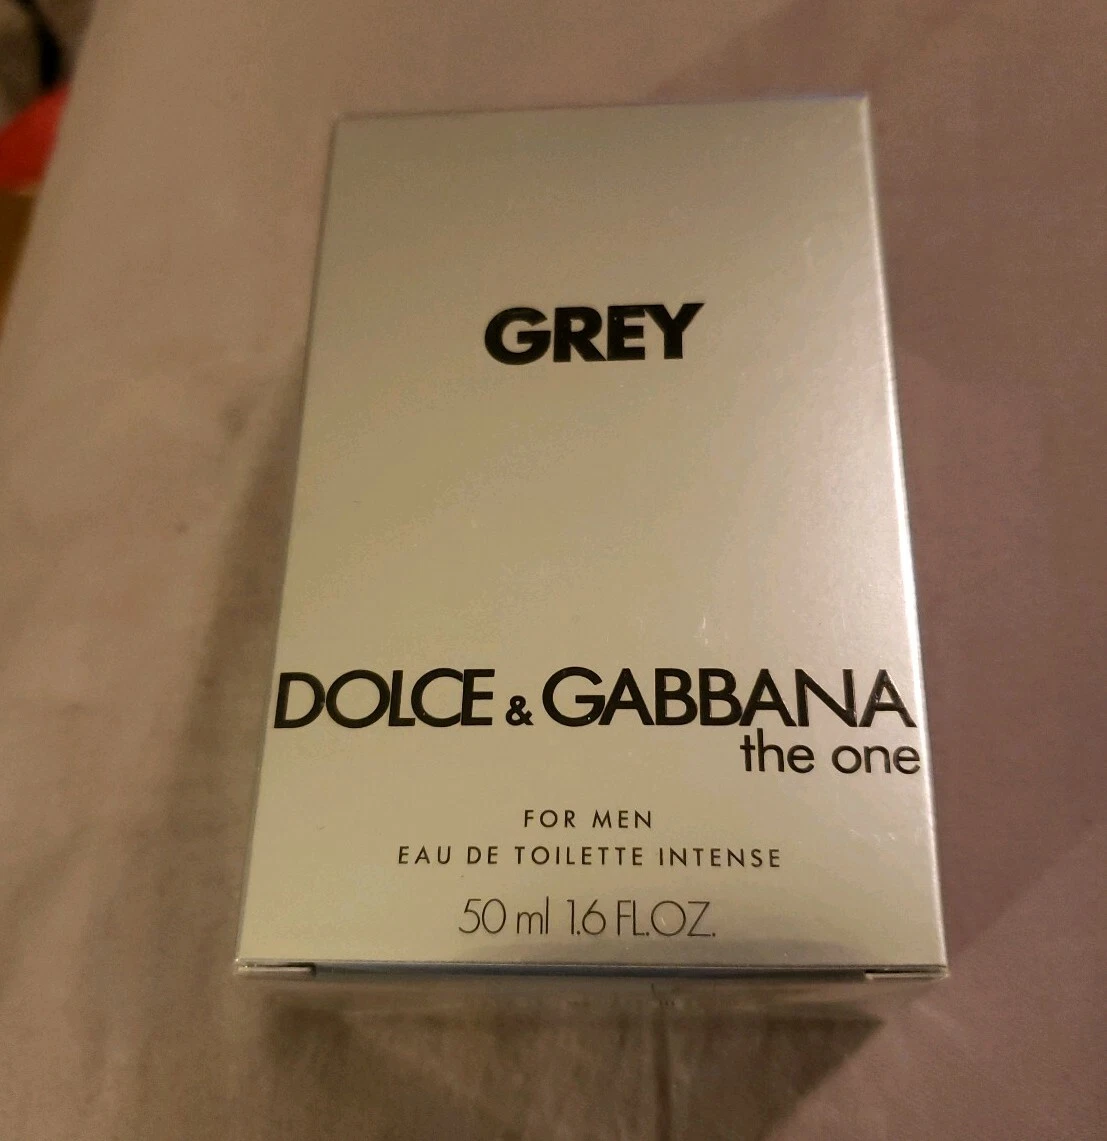 GREY
DOLCE & GABBANA
the one
FOR MEN
EAU DE TOILETTE INTENSE
50 ml 1.6 FL.OZ.